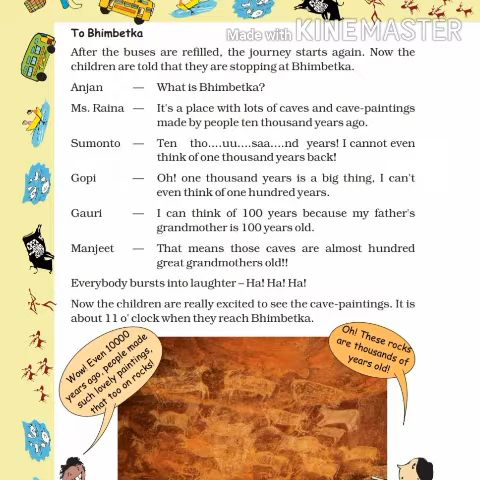 Made with KINEMASTER
To Bhimbetka
After the buses are refilled, the journey starts again. Now the
children are told that they are stopping at Bhimbetka.
Anjan — What is Bhimbetka?
Ms. Raina — It's a place with lots of caves and cave-paintings
made by people ten thousand years ago.
Sumonto — Ten tho....uu....saa....nd years! I cannot even
think of one thousand years back!
Gopi — Oh! one thousand years is a big thing, I can't
even think of one hundred years.
Gauri — I can think of 100 years because my father's
grandmother is 100 years old.
Manjeet — That means those caves are almost hundred
great grandmothers old!!
Everybody bursts into laughter – Ha! Ha! Ha!
Now the children are really excited to see the cave-paintings. It is
about 11 o' clock when they reach Bhimbetka.
Wow! Even 10000
years ago, people made
such lovely paintings,
that too on rocks!
Oh! These rocks
are thousands of
years old!